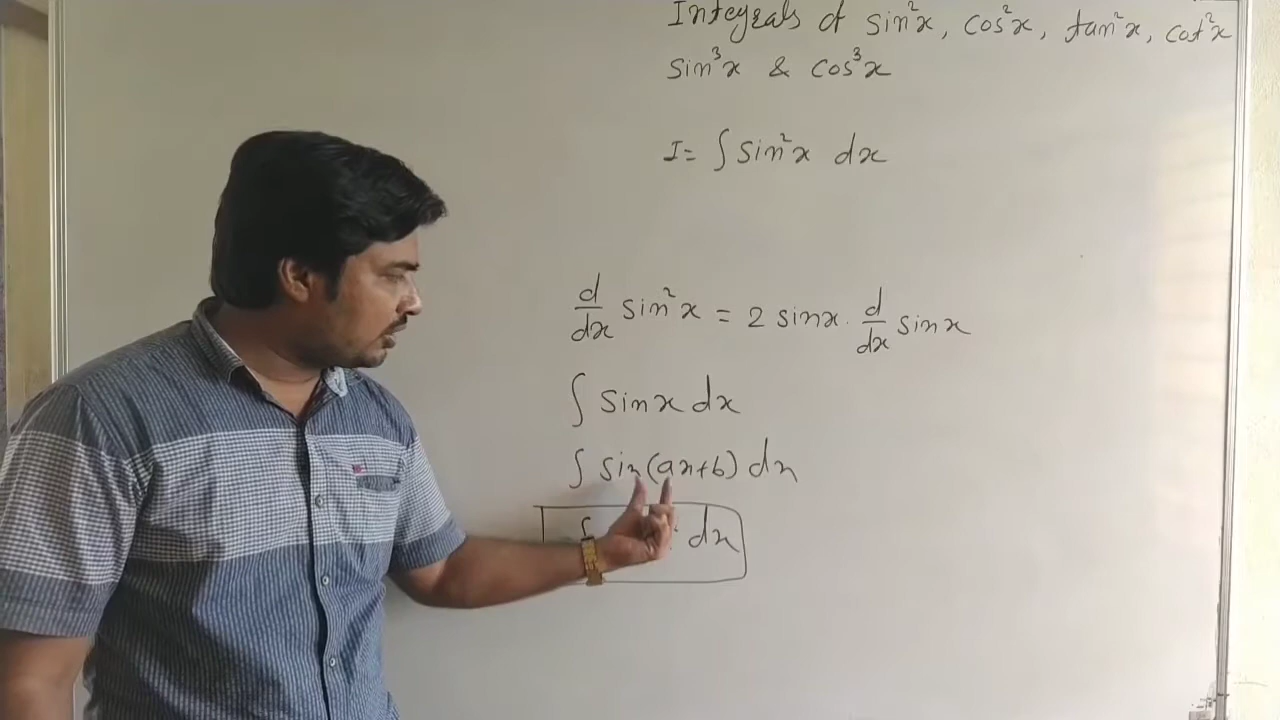 Integrals of sin²x, cos²x, tan²x, cot²x
sin³x & cos³x
I = ∫ sin²x dx
d/dx sin²x = 2 sinx · d/dx sinx
∫ sinx dx
∫ sin(ax+b) dx
∫ dx